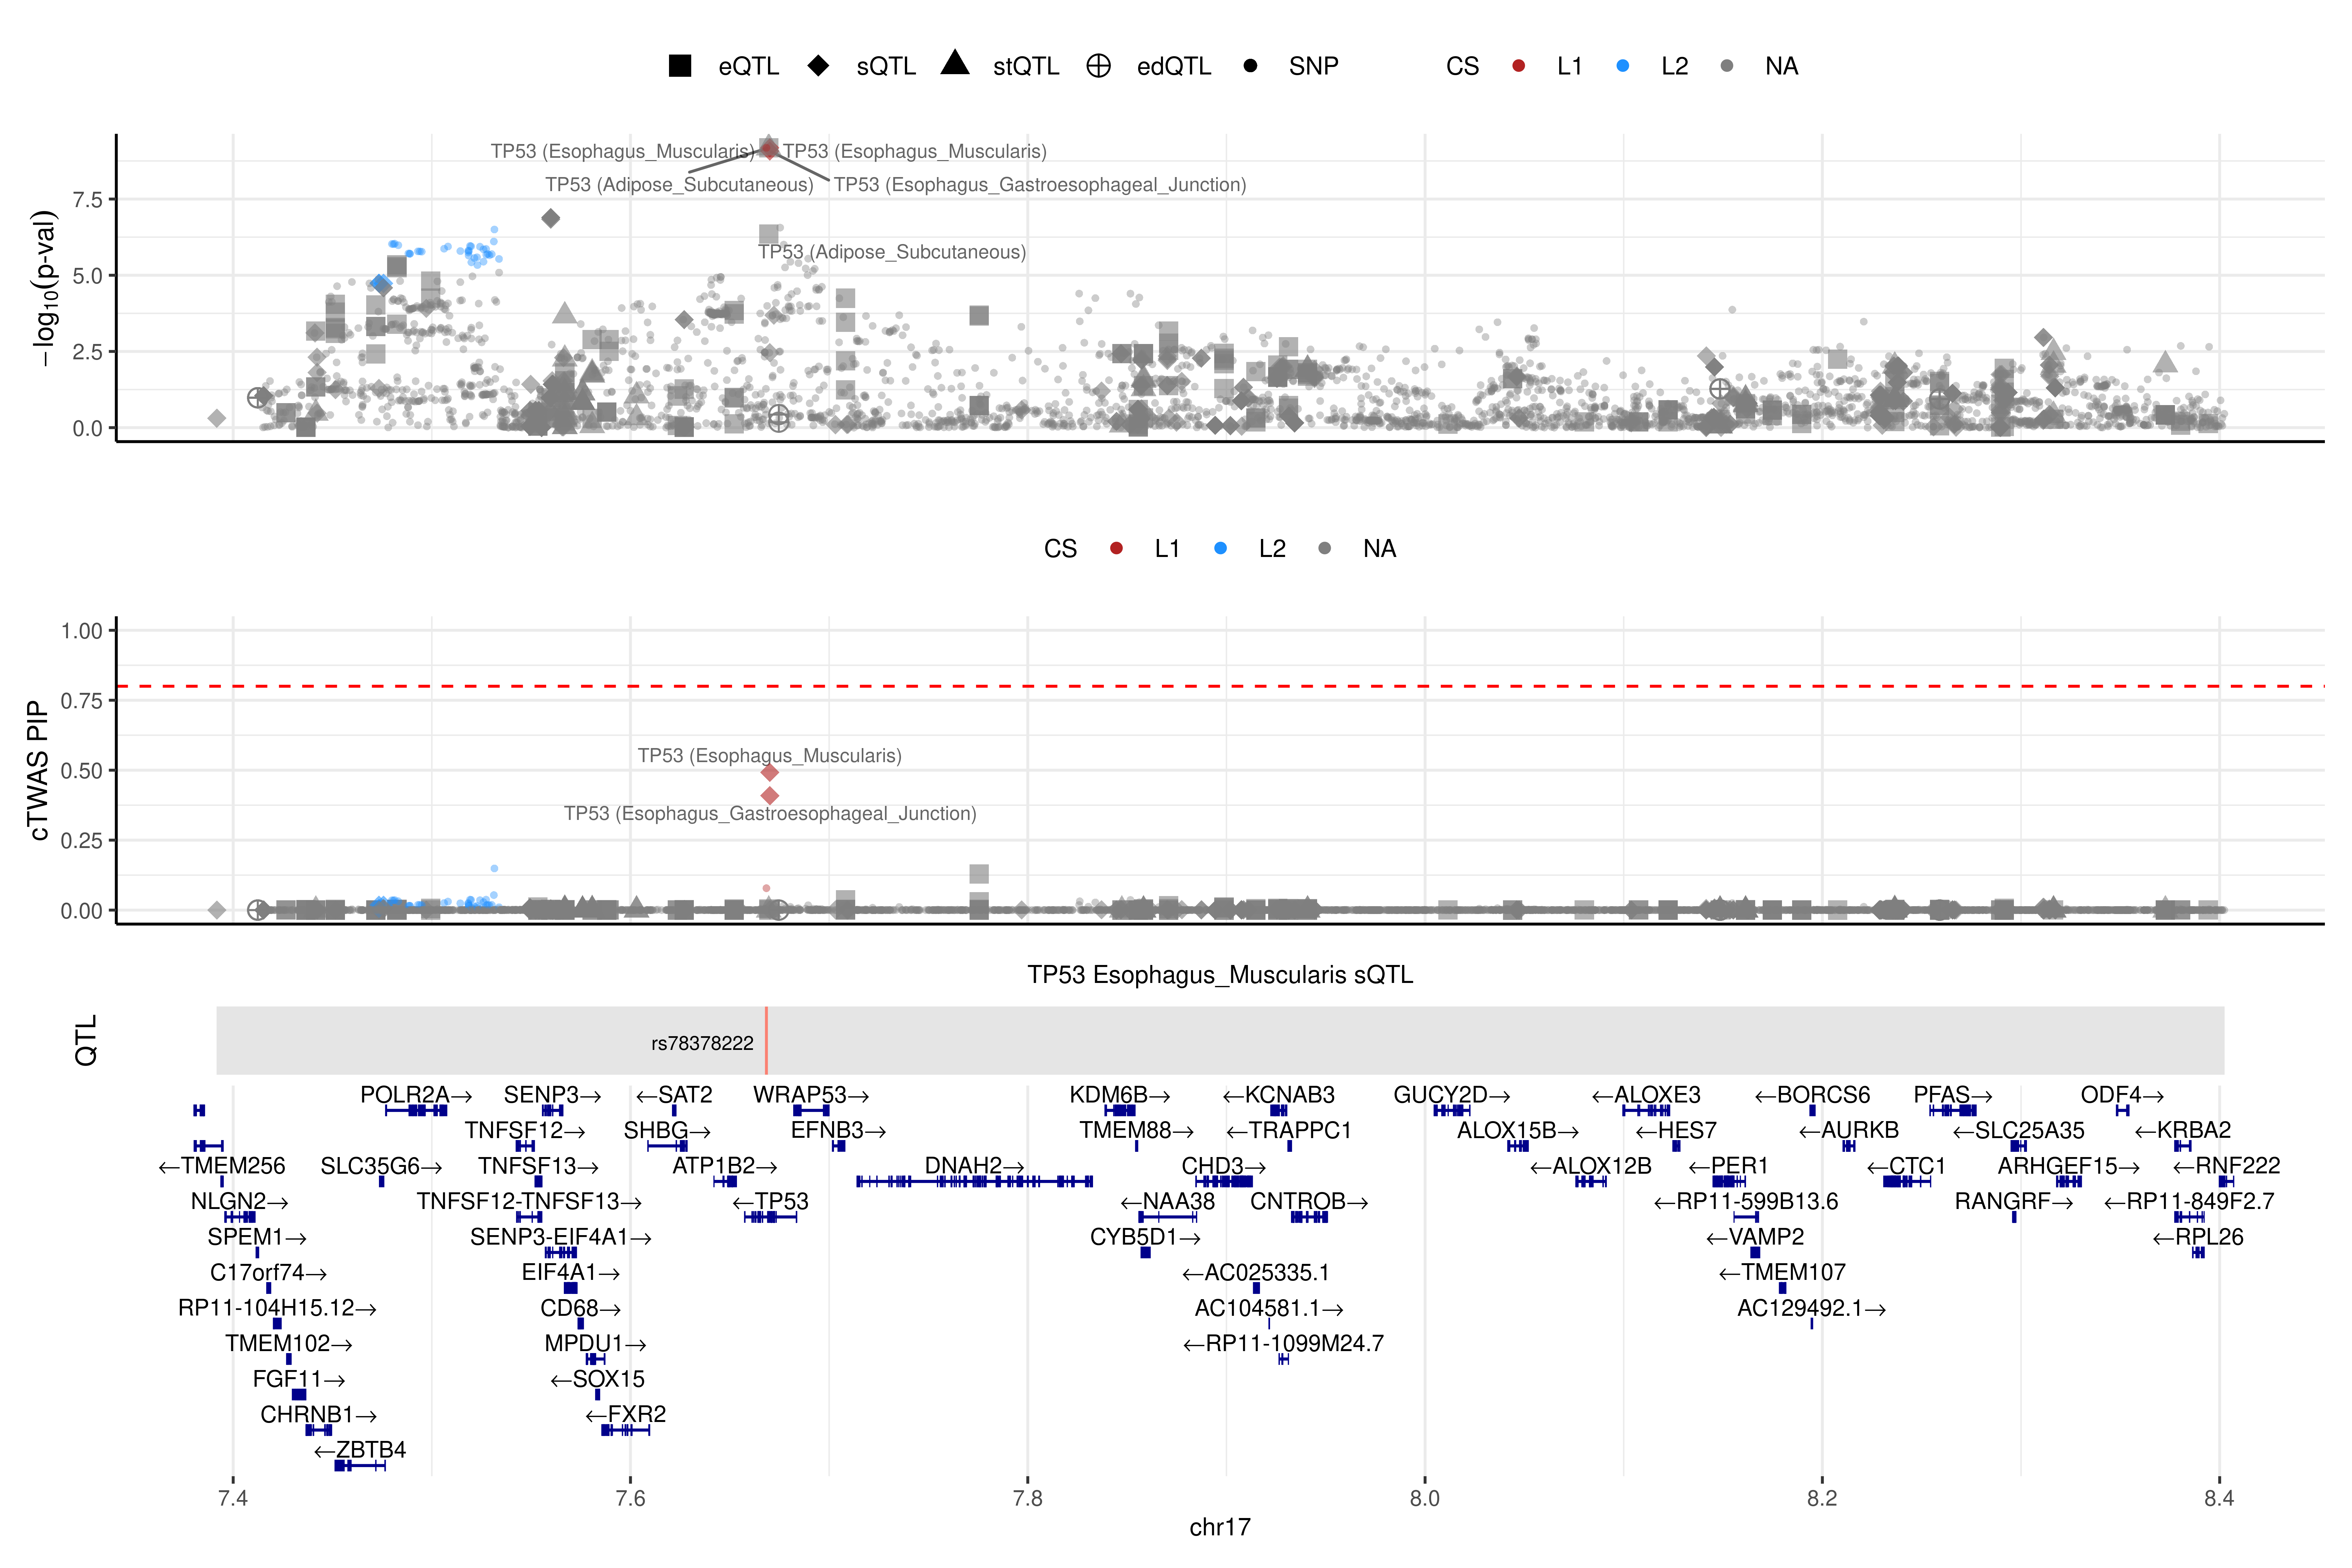 eQTL sQTL stQTL edQTL SNP CS L1 L2 NA
TP53 (Esophagus_Muscularis) TP53 (Esophagus_Muscularis)
TP53 (Adipose_Subcutaneous) TP53 (Esophagus_Gastroesophageal_Junction)
TP53 (Adipose_Subcutaneous)
−log10(p-val)
7.5
5.0
2.5
0.0
CS L1 L2 NA
cTWAS PIP
1.00
0.75
0.50
0.25
0.00
TP53 (Esophagus_Muscularis)
TP53 (Esophagus_Gastroesophageal_Junction)
TP53 Esophagus_Muscularis sQTL
QTL
rs78378222
POLR2A→ SENP3→ ←SAT2 WRAP53→ KDM6B→ ←KCNAB3 GUCY2D→ ←ALOXE3 ←BORCS6 PFAS→ ODF4→
TNFSF12→ SHBG→ EFNB3→ TMEM88→ ←TRAPPC1 ALOX15B→ ←HES7 ←AURKB ←SLC25A35 ←KRBA2
←TMEM256 SLC35G6→ TNFSF13→ ATP1B2→ DNAH2→ CHD3→ ←ALOX12B ←PER1 ←CTC1 ARHGEF15→ ←RNF222
NLGN2→ TNFSF12-TNFSF13→ ←TP53 ←NAA38 CNTROB→ ←RP11-599B13.6 RANGRF→ ←RP11-849F2.7
SPEM1→ SENP3-EIF4A1→ CYB5D1→ ←VAMP2 ←RPL26
C17orf74→ EIF4A1→ ←AC025335.1 ←TMEM107
RP11-104H15.12→ CD68→ AC104581.1→ AC129492.1→
TMEM102→ MPDU1→ ←RP11-1099M24.7
FGF11→ ←SOX15
CHRNB1→ ←FXR2
←ZBTB4
7.4 7.6 7.8 8.0 8.2 8.4
chr17